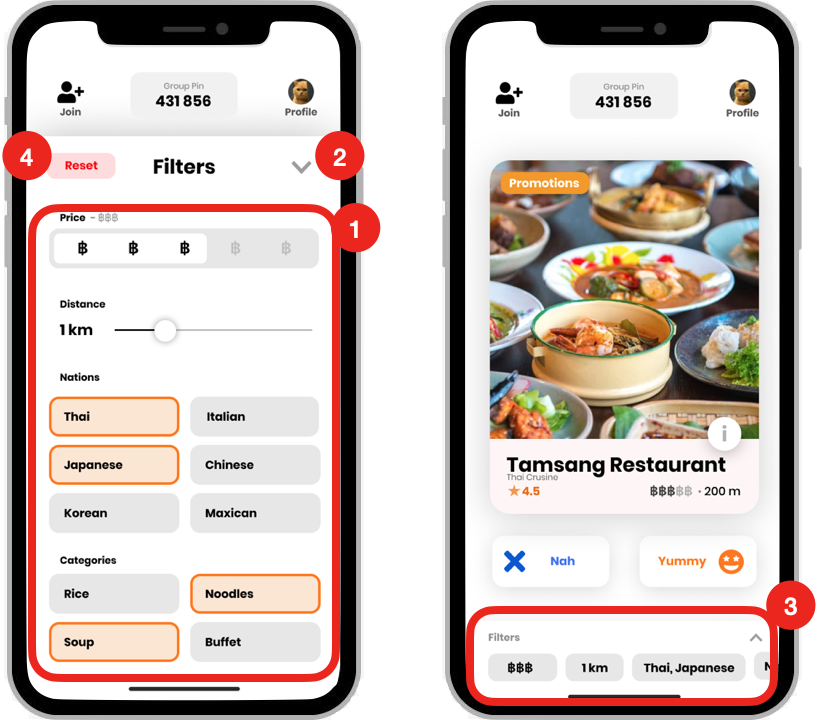 Group Pin
431 856
Join
Profile
4
Reset
Filters
2
1
Price - ฿฿฿
฿ ฿ ฿ ฿ ฿
Distance
1 km
Nations
Thai
Italian
Japanese
Chinese
Korean
Maxican
Categories
Rice
Noodles
Soup
Buffet
Group Pin
431 856
Join
Profile
Promotions
i
Tamsang Restaurant
Thai Crusine
4.5
฿฿฿฿฿ · 200 m
Nah
Yummy
3
Filters
฿฿฿
1 km
Thai, Japanese